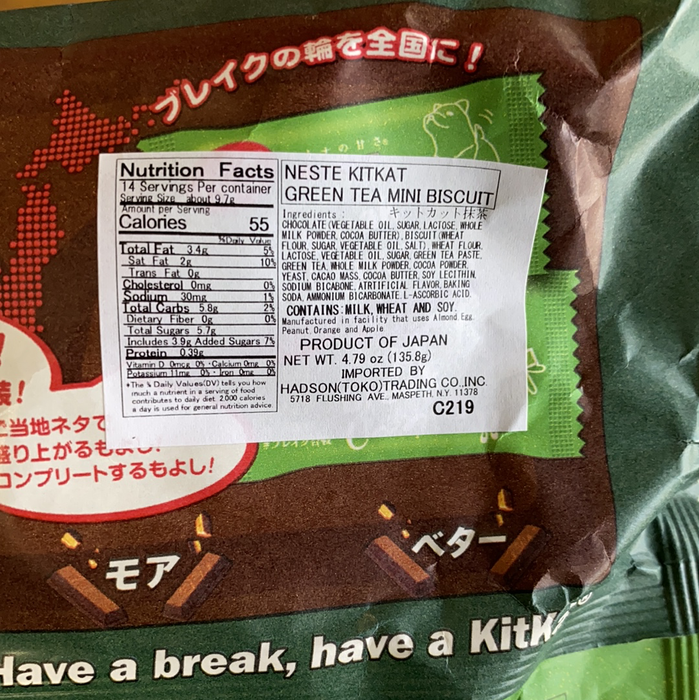 ブレイクの輪を全国に!
の甘さ
Nutrition Facts
14 Servings Per container
Serving Size about 9.7g
Amount per Serving
Calories 55
%Daily Value
Total Fat 3.4g 5%
Sat Fat 2g 10%
Trans Fat 0g
Cholesterol 0mg 0%
Sodium 30mg 1%
Total Carbs 5.8g 2%
Dietary Fiber 0g 0%
Total Sugars 5.7g
Includes 3.9g Added Sugars 7%
Protein 0.39g
Vitamin D 0mcg 0% · Calcium 0mg 0%
Potassium 11mg 0% · Iron 0mg 0%
*The % Daily Values(DV) tells you how
much a nutrient in a serving of food
contributes to daily diet. 2,000 calories
a day is used for general nutrition advice.
NESTE KITKAT
GREEN TEA MINI BISCUIT
Ingredients : キットカット抹茶
CHOCOLATE (VEGETABLE OIL, SUGAR, LACTOSE, WHOLE
MILK POWDER, COCOA BUTTER), BISCUIT (WHEAT
FLOUR, SUGAR, VEGETABLE OIL, SALT), WHEAT FLOUR,
LACTOSE, VEGETABLE OIL, SUGAR, GREEN TEA PASTE,
GREEN TEA, WHOLE MILK POWDER, COCOA POWDER,
YEAST, CACAO MASS, COCOA BUTTER, SOY LECITHIN,
SODIUM BICABONE, ATRTIFICIAL FLAVOR, BAKING
SODA, AMMONIUM BICARBONATE, L-ASCORBIC ACID.
CONTAINS:MILK, WHEAT AND SOY.
Manufactured in facility that uses Almond, Egg,
Peanut, Orange and Apple
PRODUCT OF JAPAN
NET WT. 4.79 oz (135.8g)
IMPORTED BY
HADSON(TOKO)TRADING CO.,INC.
5718 FLUSHING AVE., MASPETH, N.Y. 11378
C219
!
ご当地ネタで
盛り上がるもよし!
コンプリートするもよし!
モア
ベター
Have a break, have a KitK